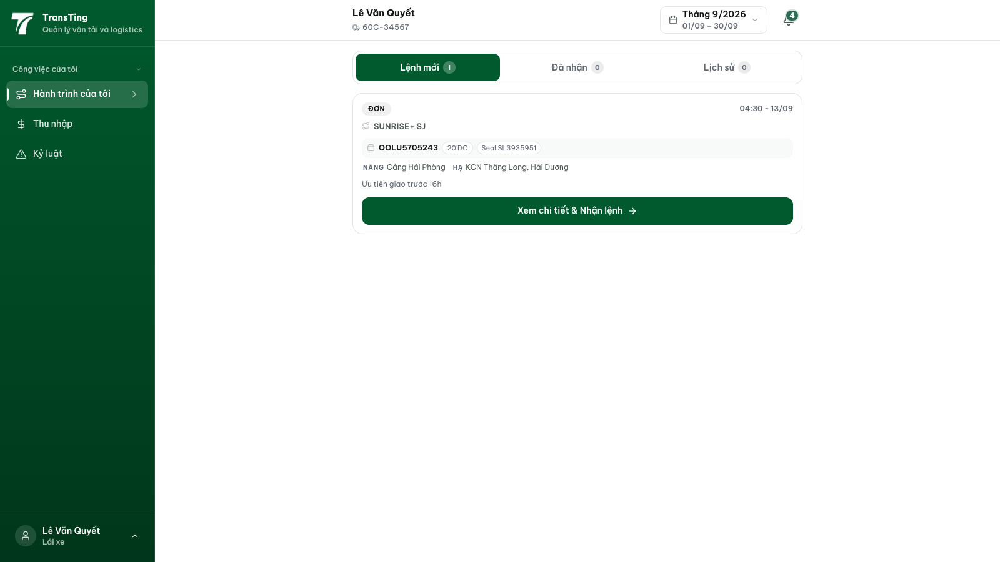 TransTing
Quản lý vận tải và logistics
Công việc của tôi
Hành trình của tôi
Thu nhập
Kỷ luật
Lê Văn Quyết
Lái xe
Lê Văn Quyết
60C-34567
Tháng 9/2026
01/09 – 30/09
4
Lệnh mới 1
Đã nhận 0
Lịch sử 0
ĐƠN
04:30 - 13/09
SUNRISE+ SJ
OOLU5705243 20'DC Seal SL3935951
NÂNG Cảng Hải Phòng HẠ KCN Thăng Long, Hải Dương
Ưu tiên giao trước 16h
Xem chi tiết & Nhận lệnh